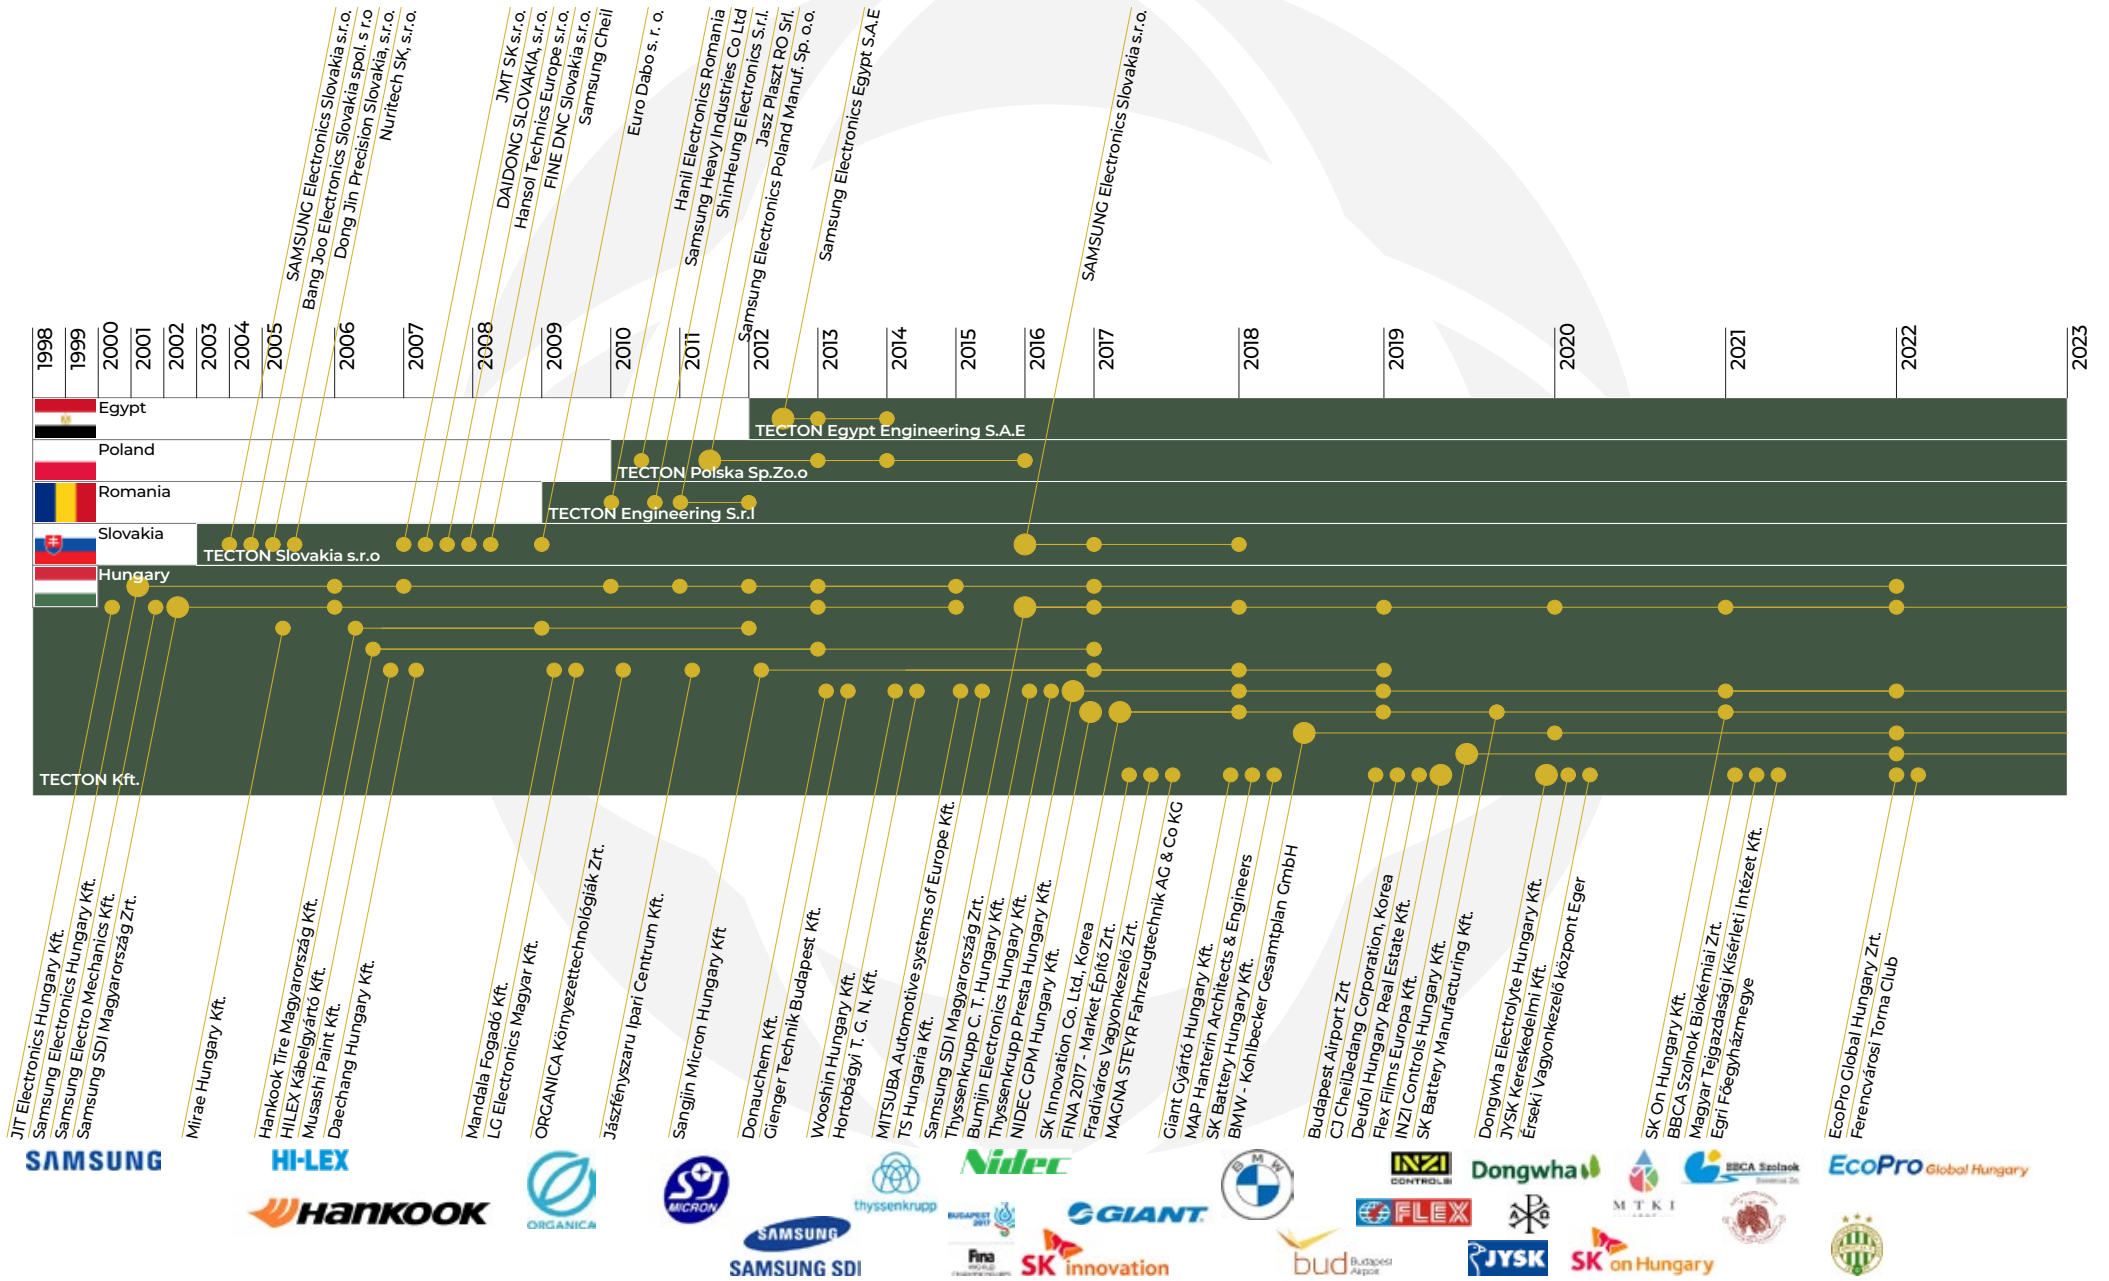 SAMSUNG Electronics Slovakia s.r.o.
Bang Joo Electronics Slovakia spol. s r.o
Dong Jin Precision Slovakia, s.r.o.
Nuritech SK, s.r.o.
JMT SK s.r.o.
DAIDONG SLOVAKIA, s.r.o.
Hansol Technics Europe s.r.o.
FINE DNC Slovakia s.r.o.
Samsung Cheil
Euro Dabo s. r. o.
Hanil Electronics Romania
Samsung Heavy Industries Co Ltd
ShinHeung Electronics S.r.l.
Jasz Plaszt RO Srl.
Samsung Electronics Poland Manuf. Sp. o.o.
Samsung Electronics Egypt S.A.E
SAMSUNG Electronics Slovakia s.r.o.
1998
1999
2000
2001
2002
2003
2004
2005
2006
2007
2008
2009
2010
2011
2012
2013
2014
2015
2016
2017
2018
2019
2020
2021
2022
2023
Egypt
TECTON Egypt Engineering S.A.E
Poland
TECTON Polska Sp.Zo.o
Romania
TECTON Engineering S.r.l
Slovakia
TECTON Slovakia s.r.o
Hungary
TECTON Kft.
JIT Electronics Hungary Kft.
Samsung Electronics Hungary Kft.
Samsung Electro Mechanics Kft.
Samsung SDI Magyarország Zrt.
Mirae Hungary Kft.
Hankook Tire Magyarország Kft.
HILEX Kábelgyártó Kft.
Musashi Paint Kft.
Daechang Hungary Kft.
Mandala Fogadó Kft.
LG Electronics Magyar Kft.
ORGANICA Környezettechnológiák Zrt.
Jászfényszaru Ipari Centrum Kft.
Sangjin Micron Hungary Kft
Donauchem Kft.
Gienger Technik Budapest Kft.
Wooshin Hungary Kft.
Hortobágyi T. G. N. Kft.
MITSUBA Automotive systems of Europe Kft.
TS Hungaria Kft.
Samsung SDI Magyarország Zrt.
Thyssenkrupp C. T. Hungary Kft.
Bumjin Electronics Hungary Kft.
Thyssenkrupp Presta Hungary Kft.
NIDEC GPM Hungary Kft.
SK Innovation Co. Ltd., Korea
FINA 2017 - Market Építő Zrt.
Fradiváros Vagyonkezelő Zrt.
MAGNA STEYR Fahrzeugtechnik AG & Co KG
Giant Gyártó Hungary Kft.
MAP Hanterin Architects & Engineers
SK Battery Hungary Kft.
BMW - Kohlbecker Gesamtplan GmbH
Budapest Airport Zrt
CJ CheilJedang Corporation, Korea
Deufol Hungary Real Estate Kft.
Flex Films Europa Kft.
INZI Controls Hungary Kft.
SK Battery Manufacturing Kft.
Dongwha Electrolyte Hungary Kft.
JYSK Kereskedelmi Kft.
Érseki Vagyonkezelő Központ Eger
SK On Hungary Kft.
BBCA Szolnok Biokémiai Zrt.
Magyar Tejgazdasági Kísérleti Intézet Kft.
Egri Főegyházmegye
EcoPro Global Hungary Zrt.
Ferencvárosi Torna Club
SAMSUNG
HI-LEX
HANKOOK
ORGANICA
SJ
MICRON
SAMSUNG
SAMSUNG SDI
thyssenkrupp
Nidec
BUDAPEST
2017
Fina
GIANT
SK innovation
BMW
bud Budapest
Airport
INZI
CONTROLS
FLEX
Dongwha
JYSK
MTKI
BBCA Szolnok
SK on Hungary
EcoPro Global Hungary